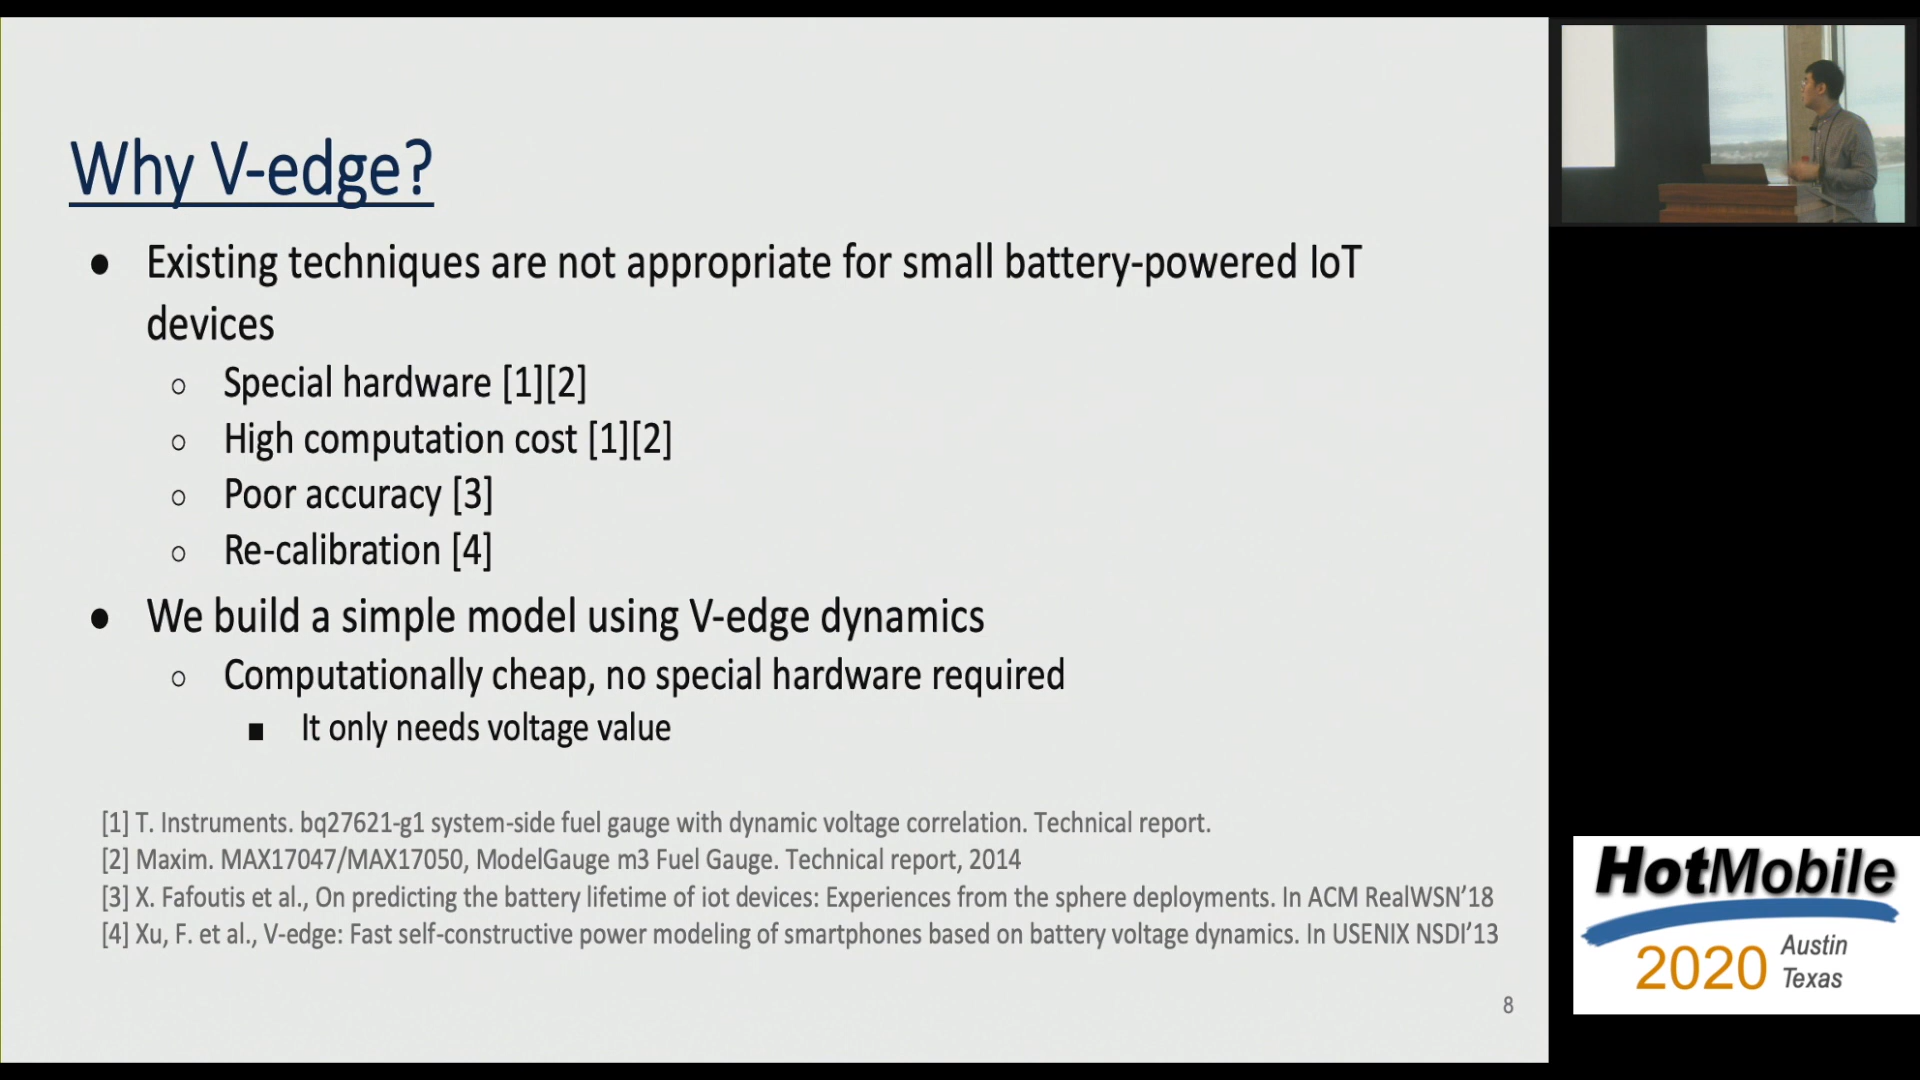 Why V-edge?
● Existing techniques are not appropriate for small battery-powered IoT
devices
○ Special hardware [1][2]
○ High computation cost [1][2]
○ Poor accuracy [3]
○ Re-calibration [4]
● We build a simple model using V-edge dynamics
○ Computationally cheap, no special hardware required
■ It only needs voltage value
[1] T. Instruments. bq27621-g1 system-side fuel gauge with dynamic voltage correlation. Technical report.
[2] Maxim. MAX17047/MAX17050, ModelGauge m3 Fuel Gauge. Technical report, 2014
[3] X. Fafoutis et al., On predicting the battery lifetime of iot devices: Experiences from the sphere deployments. In ACM RealWSN’18
[4] Xu, F. et al., V-edge: Fast self-constructive power modeling of smartphones based on battery voltage dynamics. In USENIX NSDI’13
8
HotMobile
2020 Austin
Texas